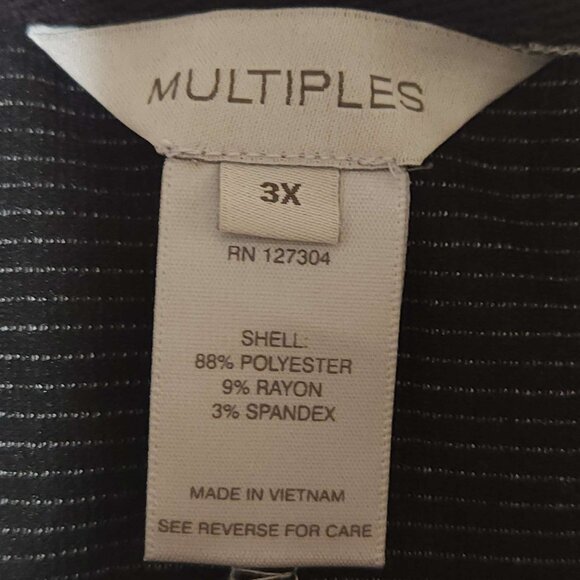 MULTIPLES
3X
RN 127304
SHELL:
88% POLYESTER
9% RAYON
3% SPANDEX
MADE IN VIETNAM
SEE REVERSE FOR CARE